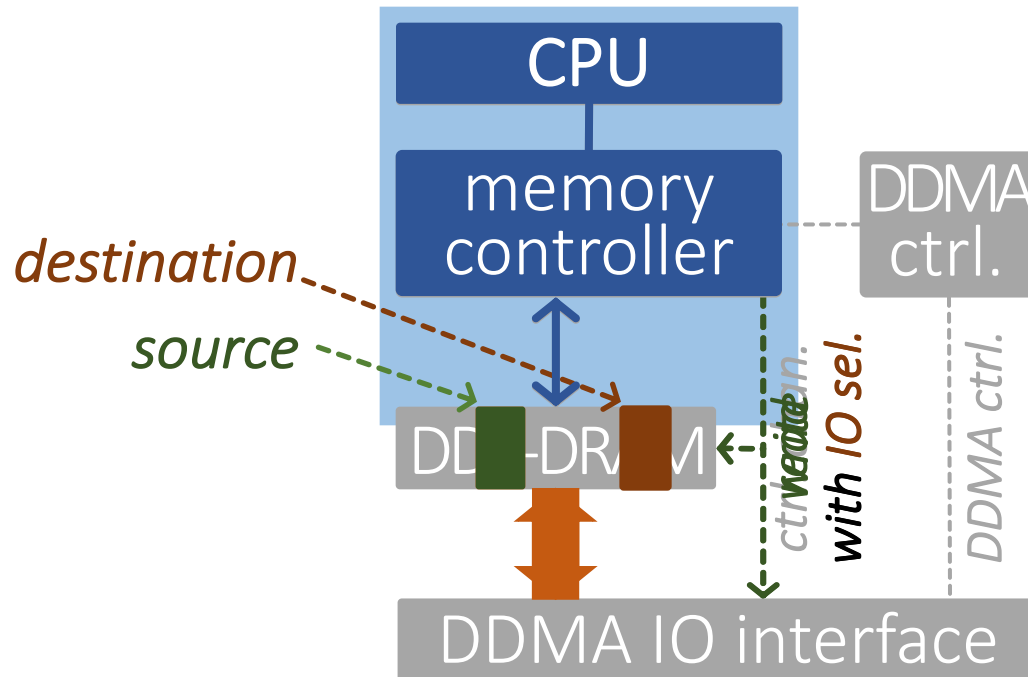 CPU
memory
controller
DDMA
ctrl.
destination
source
with IO sel.
DDMA ctrl.
DDMA IO interface